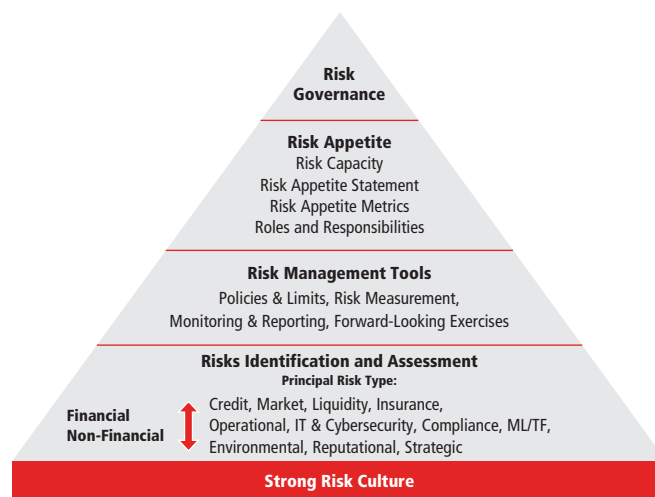 Risk
Governance
Risk Appetite
Risk Capacity
Risk Appetite Statement
Risk Appetite Metrics
Roles and Responsibilities
Risk Management Tools
Policies & Limits, Risk Measurement,
Monitoring & Reporting, Forward-Looking Exercises
Risks Identification and Assessment
Principal Risk Type:
Financial
Non-Financial
Credit, Market, Liquidity, Insurance,
Operational, IT & Cybersecurity, Compliance, ML/TF,
Environmental, Reputational, Strategic
Strong Risk Culture